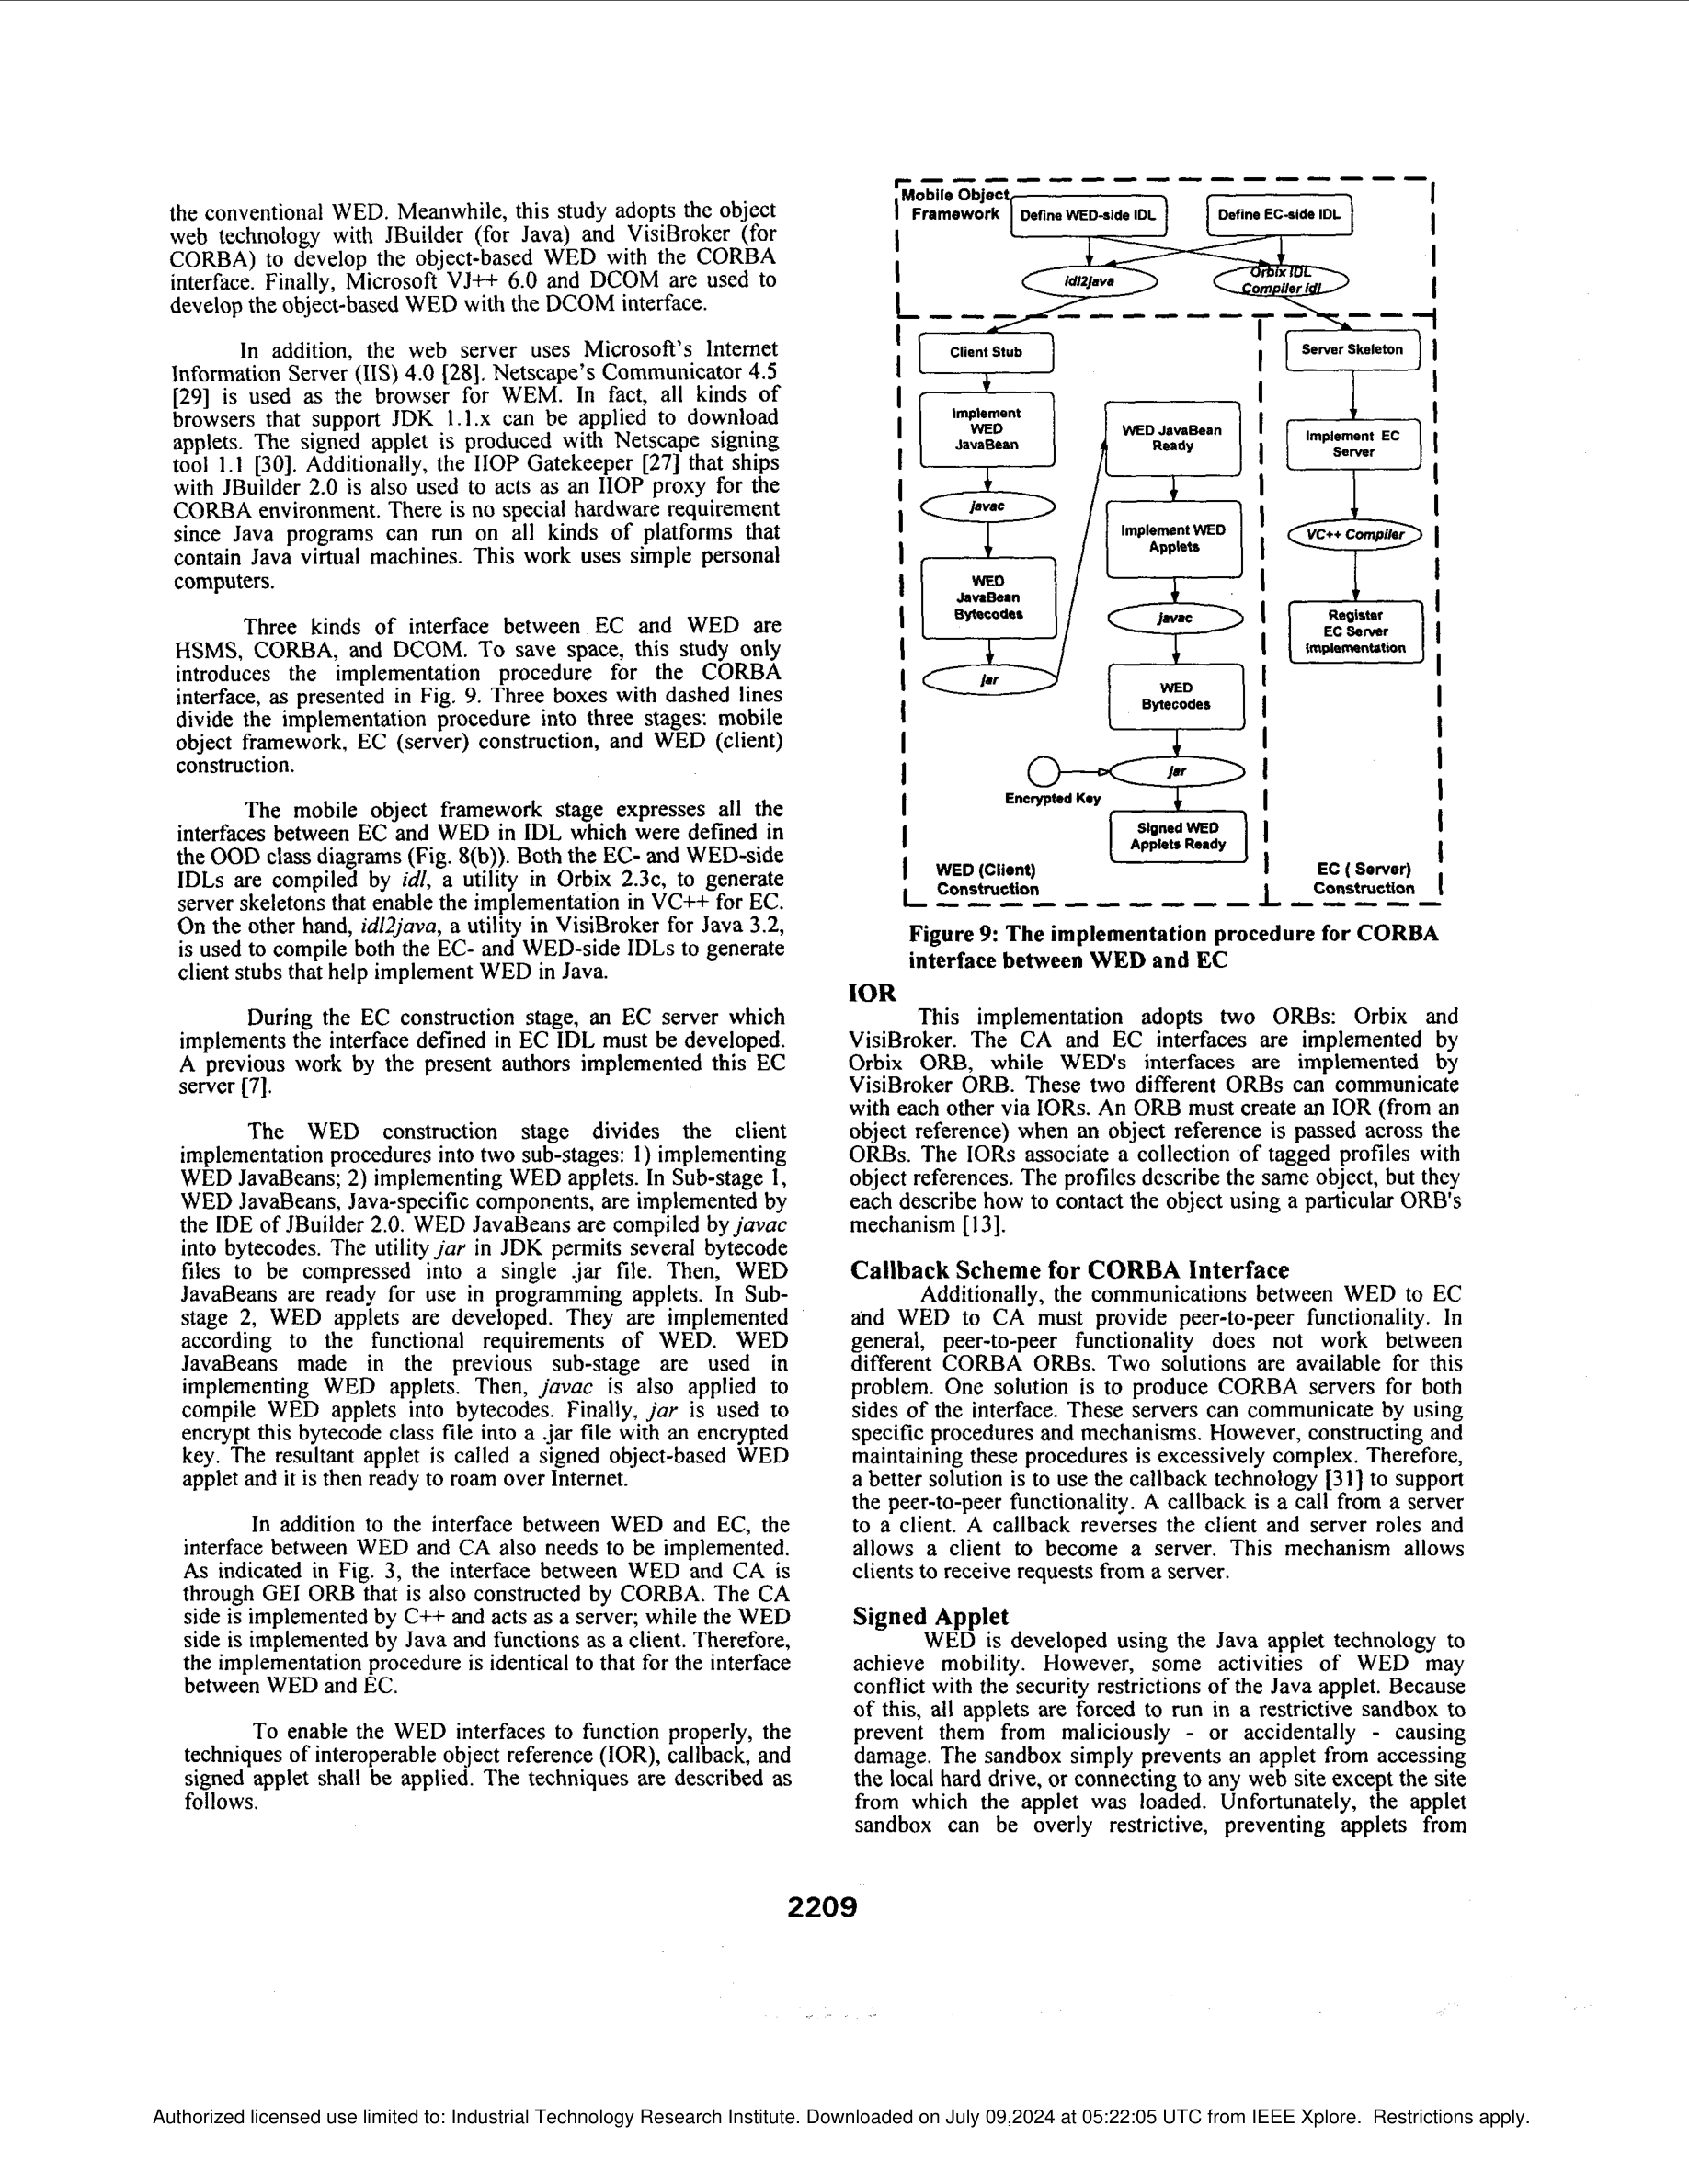 the conventional WED. Meanwhile, this study adopts the object
web technology with JBuilder (for Java) and VisiBroker (for
CORBA) to develop the object-based WED with the CORBA
interface. Finally, Microsoft VJ++ 6.0 and DCOM are used to
develop the object-based WED with the DCOM interface.
In addition, the web server uses Microsoft's Internet
Information Server (IIS) 4.0 [28]. Netscape's Communicator 4.5
[29] is used as the browser for WEM. In fact, all kinds of
browsers that support JDK 1.1.x can be applied to download
applets. The signed applet is produced with Netscape signing
tool 1.1 [30]. Additionally, the IIOP Gatekeeper [27] that ships
with JBuilder 2.0 is also used to acts as an IIOP proxy for the
CORBA environment. There is no special hardware requirement
since Java programs can run on all kinds of platforms that
contain Java virtual machines. This work uses simple personal
computers.
Three kinds of interface between EC and WED are
HSMS, CORBA, and DCOM. To save space, this study only
introduces the implementation procedure for the CORBA
interface, as presented in Fig. 9. Three boxes with dashed lines
divide the implementation procedure into three stages: mobile
object framework, EC (server) construction, and WED (client)
construction.
The mobile object framework stage expresses all the
interfaces between EC and WED in IDL which were defined in
the OOD class diagrams (Fig. 8(b)). Both the EC- and WED-side
IDLs are compiled by idl, a utility in Orbix 2.3c, to generate
server skeletons that enable the implementation in VC++ for EC.
On the other hand, idl2java, a utility in VisiBroker for Java 3.2,
is used to compile both the EC- and WED-side IDLs to generate
client stubs that help implement WED in Java.
During the EC construction stage, an EC server which
implements the interface defined in EC IDL must be developed.
A previous work by the present authors implemented this EC
server [7].
The WED construction stage divides the client
implementation procedures into two sub-stages: 1) implementing
WED JavaBeans; 2) implementing WED applets. In Sub-stage 1,
WED JavaBeans, Java-specific components, are implemented by
the IDE of JBuilder 2.0. WED JavaBeans are compiled by javac
into bytecodes. The utility jar in JDK permits several bytecode
files to be compressed into a single .jar file. Then, WED
JavaBeans are ready for use in programming applets. In Sub-
stage 2, WED applets are developed. They are implemented
according to the functional requirements of WED. WED
JavaBeans made in the previous sub-stage are used in
implementing WED applets. Then, javac is also applied to
compile WED applets into bytecodes. Finally, jar is used to
encrypt this bytecode class file into a .jar file with an encrypted
key. The resultant applet is called a signed object-based WED
applet and it is then ready to roam over Internet.
In addition to the interface between WED and EC, the
interface between WED and CA also needs to be implemented.
As indicated in Fig. 3, the interface between WED and CA is
through GEI ORB that is also constructed by CORBA. The CA
side is implemented by C++ and acts as a server; while the WED
side is implemented by Java and functions as a client. Therefore,
the implementation procedure is identical to that for the interface
between WED and EC.
To enable the WED interfaces to function properly, the
techniques of interoperable object reference (IOR), callback, and
signed applet shall be applied. The techniques are described as
follows.
Mobile Object
Framework
Define WED-side IDL
Define EC-side IDL
idl2java
Orbix IDL
Compiler idl
Client Stub
Implement
WED
JavaBean
javac
WED
JavaBean
Bytecodes
jar
WED JavaBean
Ready
Implement WED
Applets
javac
WED
Bytecodes
jar
Encrypted Key
Signed WED
Applets Ready
WED (Client)
Construction
Server Skeleton
Implement EC
Server
VC++ Compiler
Register
EC Server
Implementation
EC ( Server)
Construction
Figure 9: The implementation procedure for CORBA
interface between WED and EC
IOR
This implementation adopts two ORBs: Orbix and
VisiBroker. The CA and EC interfaces are implemented by
Orbix ORB, while WED's interfaces are implemented by
VisiBroker ORB. These two different ORBs can communicate
with each other via IORs. An ORB must create an IOR (from an
object reference) when an object reference is passed across the
ORBs. The IORs associate a collection of tagged profiles with
object references. The profiles describe the same object, but they
each describe how to contact the object using a particular ORB's
mechanism [13].
Callback Scheme for CORBA Interface
Additionally, the communications between WED to EC
and WED to CA must provide peer-to-peer functionality. In
general, peer-to-peer functionality does not work between
different CORBA ORBs. Two solutions are available for this
problem. One solution is to produce CORBA servers for both
sides of the interface. These servers can communicate by using
specific procedures and mechanisms. However, constructing and
maintaining these procedures is excessively complex. Therefore,
a better solution is to use the callback technology [31] to support
the peer-to-peer functionality. A callback is a call from a server
to a client. A callback reverses the client and server roles and
allows a client to become a server. This mechanism allows
clients to receive requests from a server.
Signed Applet
WED is developed using the Java applet technology to
achieve mobility. However, some activities of WED may
conflict with the security restrictions of the Java applet. Because
of this, all applets are forced to run in a restrictive sandbox to
prevent them from maliciously - or accidentally - causing
damage. The sandbox simply prevents an applet from accessing
the local hard drive, or connecting to any web site except the site
from which the applet was loaded. Unfortunately, the applet
sandbox can be overly restrictive, preventing applets from
2209
Authorized licensed use limited to: Industrial Technology Research Institute. Downloaded on July 09,2024 at 05:22:05 UTC from IEEE Xplore. Restrictions apply.